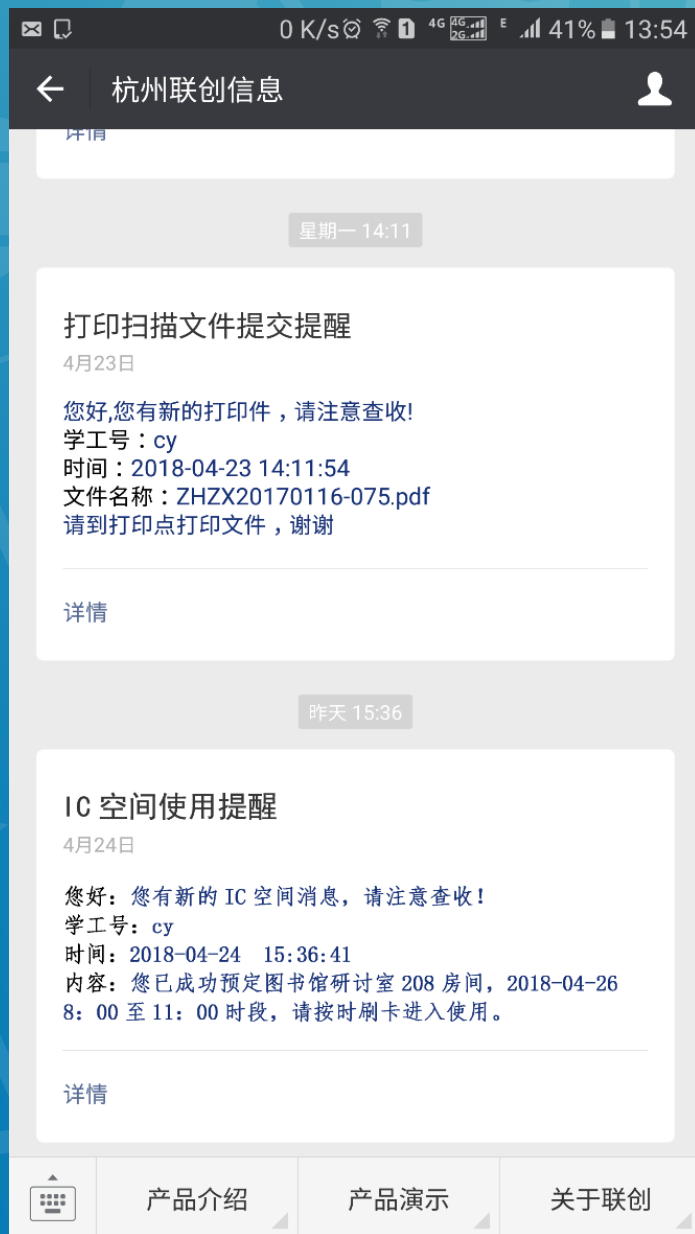 0 K/s 1 4G 4G 2G E 41% 13:54
杭州联创信息
详情
星期一 14:11
打印扫描文件提交提醒
4月23日
您好,您有新的打印件，请注意查收!
学工号：cy
时间：2018-04-23 14:11:54
文件名称：ZHZX20170116-075.pdf
请到打印点打印文件，谢谢
详情
昨天 15:36
IC 空间使用提醒
4月24日
您好：您有新的 IC 空间消息，请注意查收！
学工号：cy
时间：2018-04-24 15:36:41
内容：您已成功预定图书馆研讨室 208 房间，2018-04-26
8：00 至 11：00 时段，请按时刷卡进入使用。
详情
产品介绍
产品演示
关于联创